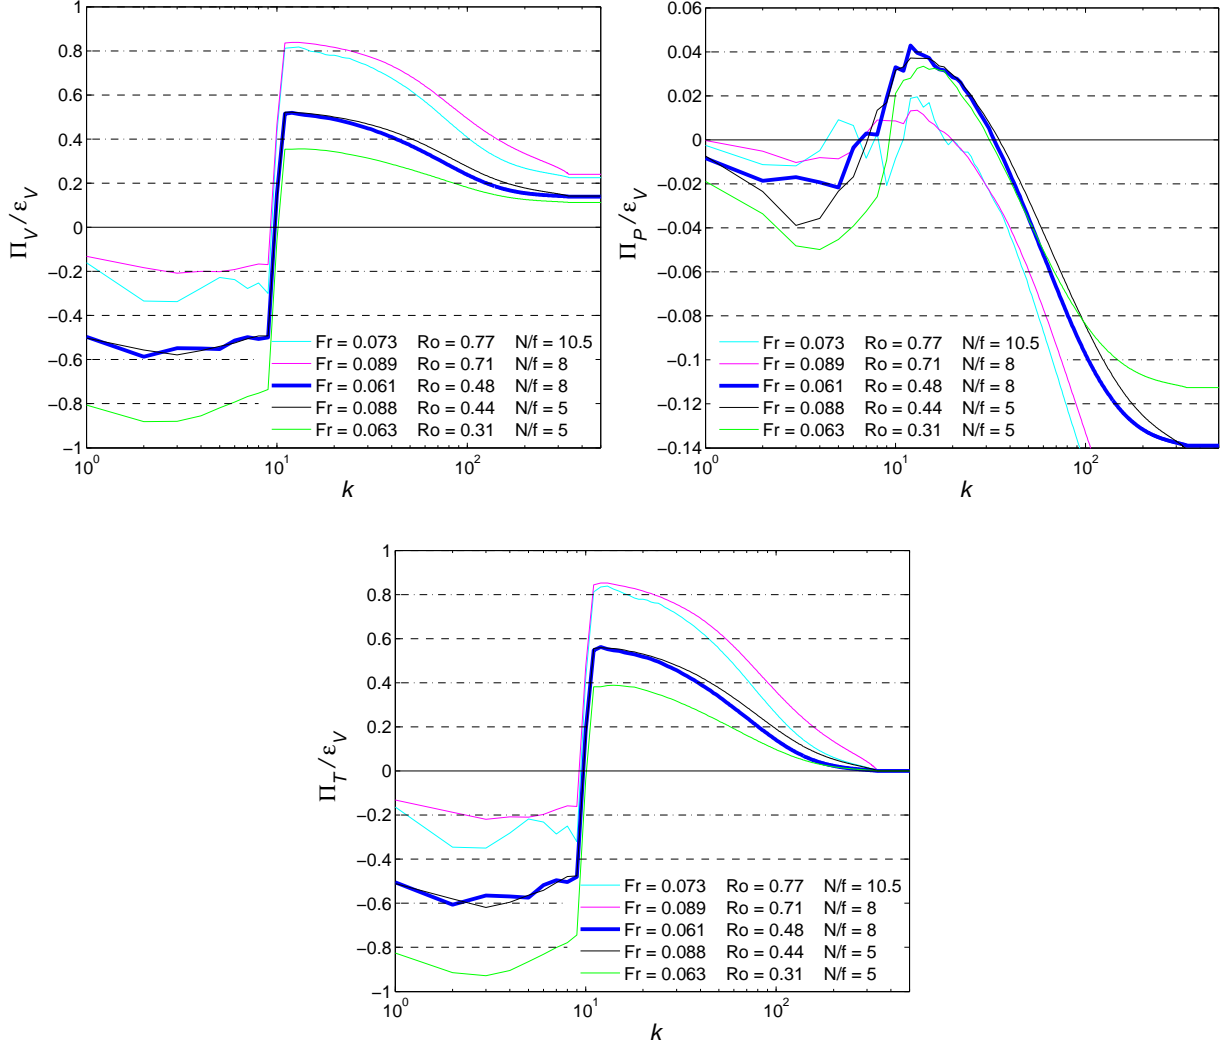 1
0.8
0.6
0.4
0.2
0
−0.2
−0.4
−0.6
−0.8
−1
Π_V/ε_V
Fr = 0.073 Ro = 0.77 N/f = 10.5
Fr = 0.089 Ro = 0.71 N/f = 8
Fr = 0.061 Ro = 0.48 N/f = 8
Fr = 0.088 Ro = 0.44 N/f = 5
Fr = 0.063 Ro = 0.31 N/f = 5
10^0 10^1 10^2
k
0.06
0.04
0.02
0
−0.02
−0.04
−0.06
−0.08
−0.1
−0.12
−0.14
Π_P/ε_V
Fr = 0.073 Ro = 0.77 N/f = 10.5
Fr = 0.089 Ro = 0.71 N/f = 8
Fr = 0.061 Ro = 0.48 N/f = 8
Fr = 0.088 Ro = 0.44 N/f = 5
Fr = 0.063 Ro = 0.31 N/f = 5
10^0 10^1 10^2
k
1
0.8
0.6
0.4
0.2
0
−0.2
−0.4
−0.6
−0.8
−1
Π_T/ε_V
Fr = 0.073 Ro = 0.77 N/f = 10.5
Fr = 0.089 Ro = 0.71 N/f = 8
Fr = 0.061 Ro = 0.48 N/f = 8
Fr = 0.088 Ro = 0.44 N/f = 5
Fr = 0.063 Ro = 0.31 N/f = 5
10^0 10^1 10^2
k